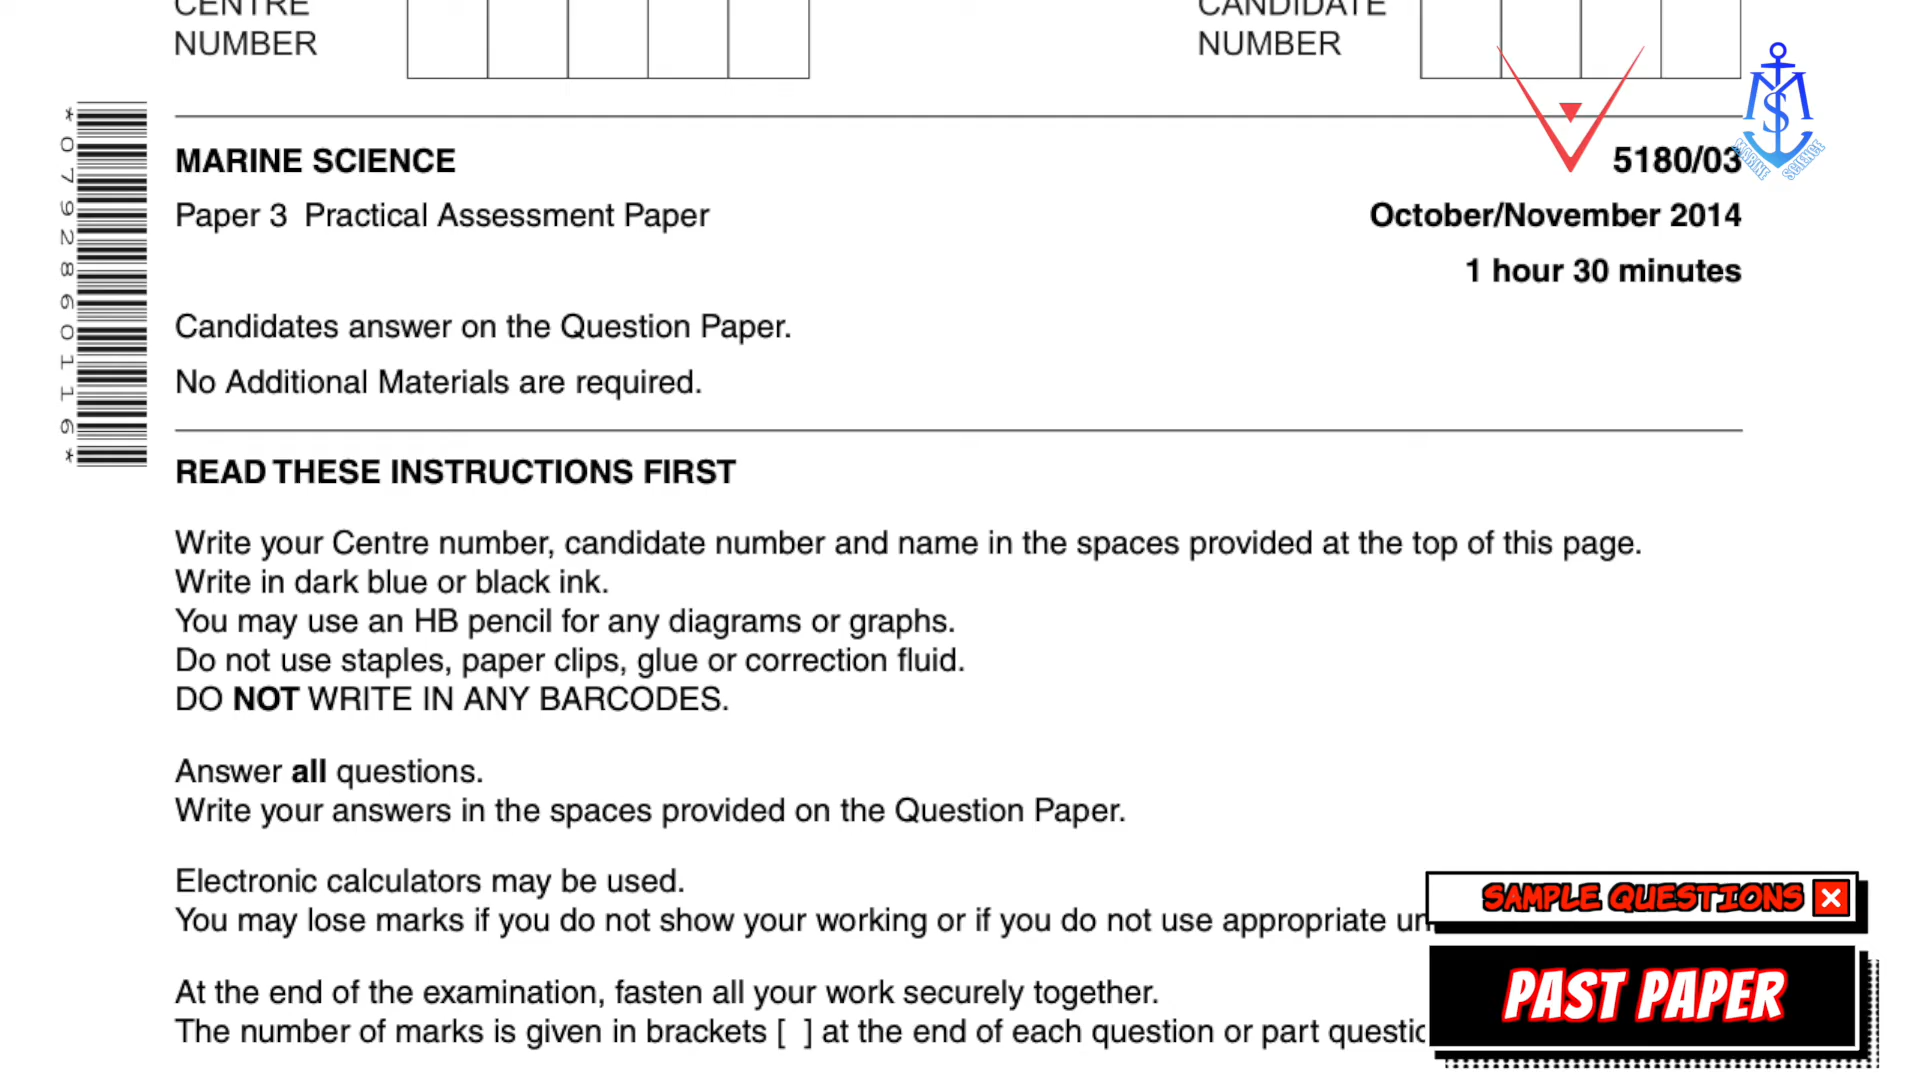 CENTRE
NUMBER
CANDIDATE
NUMBER
*0792860116*
MARINE SCIENCE
5180/03
Paper 3 Practical Assessment Paper
October/November 2014
1 hour 30 minutes
Candidates answer on the Question Paper.
No Additional Materials are required.
READ THESE INSTRUCTIONS FIRST
Write your Centre number, candidate number and name in the spaces provided at the top of this page.
Write in dark blue or black ink.
You may use an HB pencil for any diagrams or graphs.
Do not use staples, paper clips, glue or correction fluid.
DO NOT WRITE IN ANY BARCODES.
Answer all questions.
Write your answers in the spaces provided on the Question Paper.
Electronic calculators may be used.
You may lose marks if you do not show your working or if you do not use appropriate
At the end of the examination, fasten all your work securely together.
The number of marks is given in brackets [ ] at the end of each question or part
MARINE SCIENCE
SAMPLE QUESTIONS
PAST PAPER